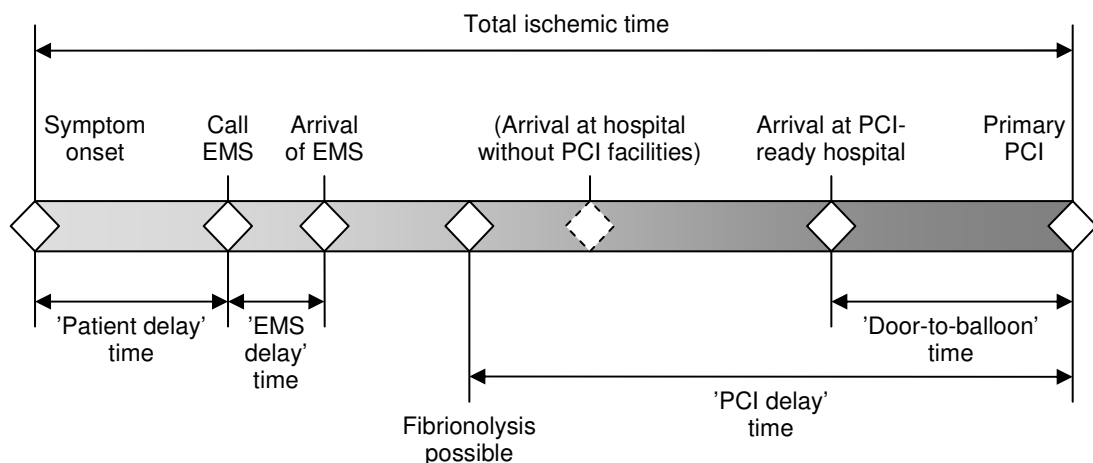 Total ischemic time
Symptom
onset
Call
EMS
Arrival
of EMS
(Arrival at hospital
without PCI facilities)
Arrival at PCI-
ready hospital
Primary
PCI
'Patient delay'
time
'EMS
delay'
time
'Door-to-balloon'
time
'PCI delay'
time
Fibrionolysis
possible